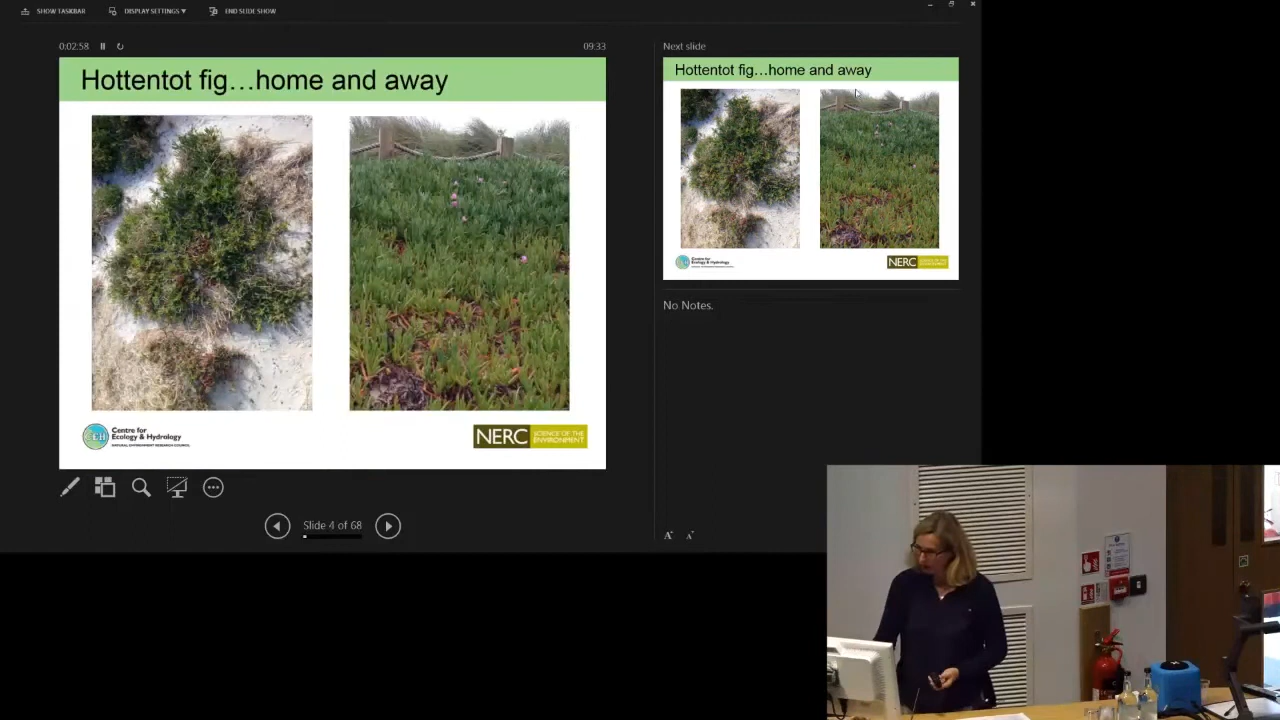 SHOW TASKBAR
DISPLAY SETTINGS ▼
END SLIDE SHOW
0:02:58
09:33
Next slide
Hottentot fig…home and away
Centre for
Ecology & Hydrology
NATURAL ENVIRONMENT RESEARCH COUNCIL
NERC
SCIENCE OF THE
ENVIRONMENT
Hottentot fig…home and away
Centre for
Ecology & Hydrology
NERC
No Notes.
Slide 4 of 68